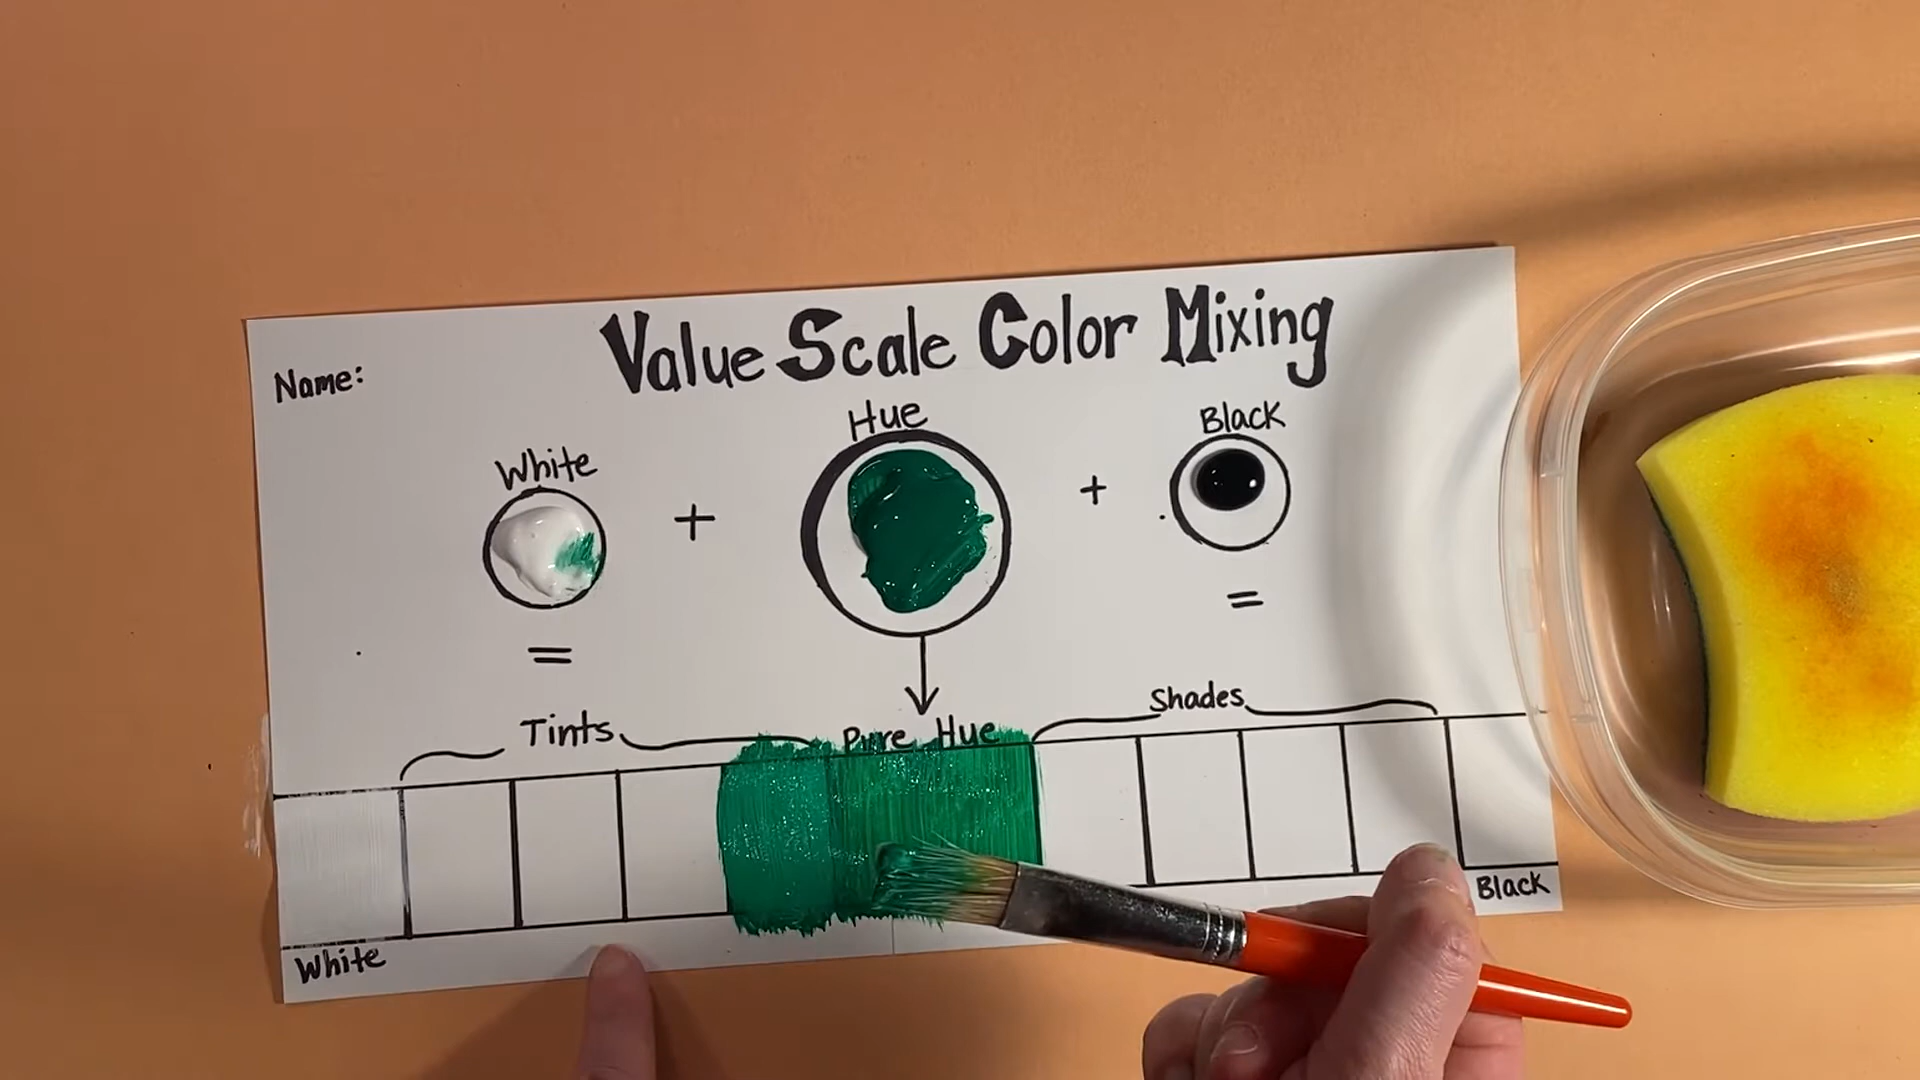 Value Scale Color Mixing
Name:
White
+
Hue
+
Black
=
=
Tints
Pure Hue
Shades
White
Black